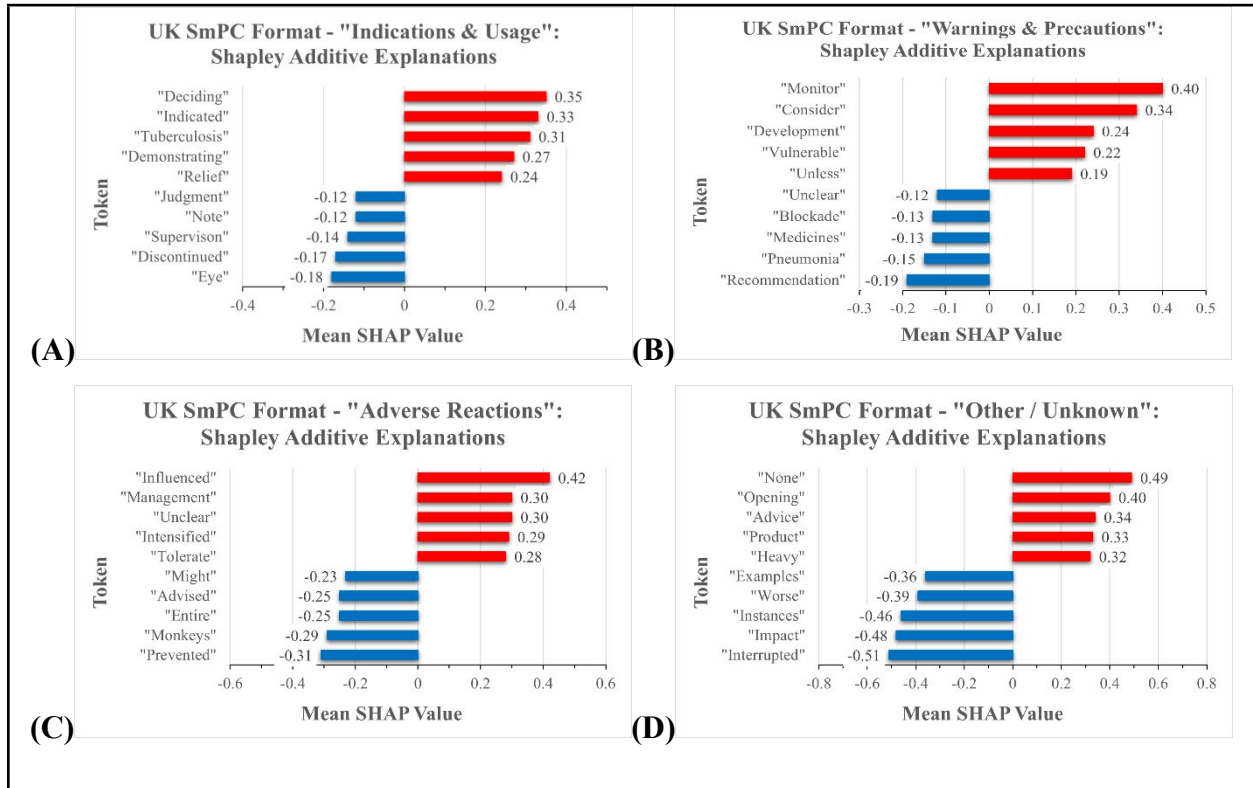 UK SmPC Format - "Indications & Usage":
Shapley Additive Explanations
Token
"Deciding" 0.35
"Indicated" 0.33
"Tuberculosis" 0.31
"Demonstrating" 0.27
"Relief" 0.24
"Judgment" -0.12
"Note" -0.12
"Supervison" -0.14
"Discontinued" -0.17
"Eye" -0.18
-0.4 -0.2 0 0.2 0.4
Mean SHAP Value
(A)
UK SmPC Format - "Warnings & Precautions":
Shapley Additive Explanations
Token
"Monitor" 0.40
"Consider" 0.34
"Development" 0.24
"Vulnerable" 0.22
"Unless" 0.19
"Unclear" -0.12
"Blockade" -0.13
"Medicines" -0.13
"Pneumonia" -0.15
"Recommendation" -0.19
-0.3 -0.2 -0.1 0 0.1 0.2 0.3 0.4 0.5
Mean SHAP Value
(B)
UK SmPC Format - "Adverse Reactions":
Shapley Additive Explanations
Token
"Influenced" 0.42
"Management" 0.30
"Unclear" 0.30
"Intensified" 0.29
"Tolerate" 0.28
"Might" -0.23
"Advised" -0.25
"Entire" -0.25
"Monkeys" -0.29
"Prevented" -0.31
-0.6 -0.4 -0.2 0 0.2 0.4 0.6
Mean SHAP Value
(C)
UK SmPC Format - "Other / Unknown":
Shapley Additive Explanations
Token
"None" 0.49
"Opening" 0.40
"Advice" 0.34
"Product" 0.33
"Heavy" 0.32
"Examples" -0.36
"Worse" -0.39
"Instances" -0.46
"Impact" -0.48
"Interrupted" -0.51
-0.8 -0.6 -0.4 -0.2 0 0.2 0.4 0.6 0.8
Mean SHAP Value
(D)